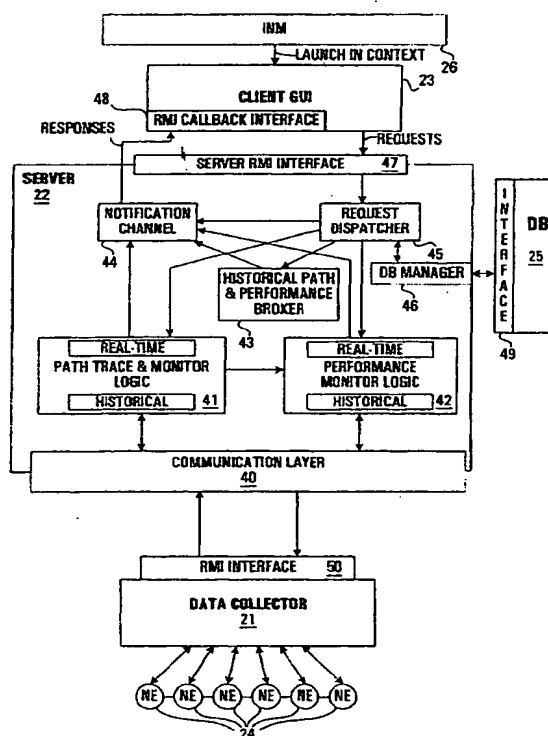 INM
26
LAUNCH IN CONTEXT
23
CLIENT GUI
48
RMI CALLBACK INTERFACE
RESPONSES
REQUESTS
SERVER RMI INTERFACE 47
SERVER
22
NOTIFICATION
CHANNEL
44
REQUEST
DISPATCHER
45
DB MANAGER
46
INTERFACE
DB
25
49
HISTORICAL PATH
& PERFORMANCE
BROKER
43
REAL-TIME
PATH TRACE & MONITOR
LOGIC
HISTORICAL 41
REAL-TIME
PERFORMANCE
MONITOR LOGIC
HISTORICAL 42
COMMUNICATION LAYER
40
RMI INTERFACE 50
DATA COLLECTOR
21
NE NE NE NE NE NE
24